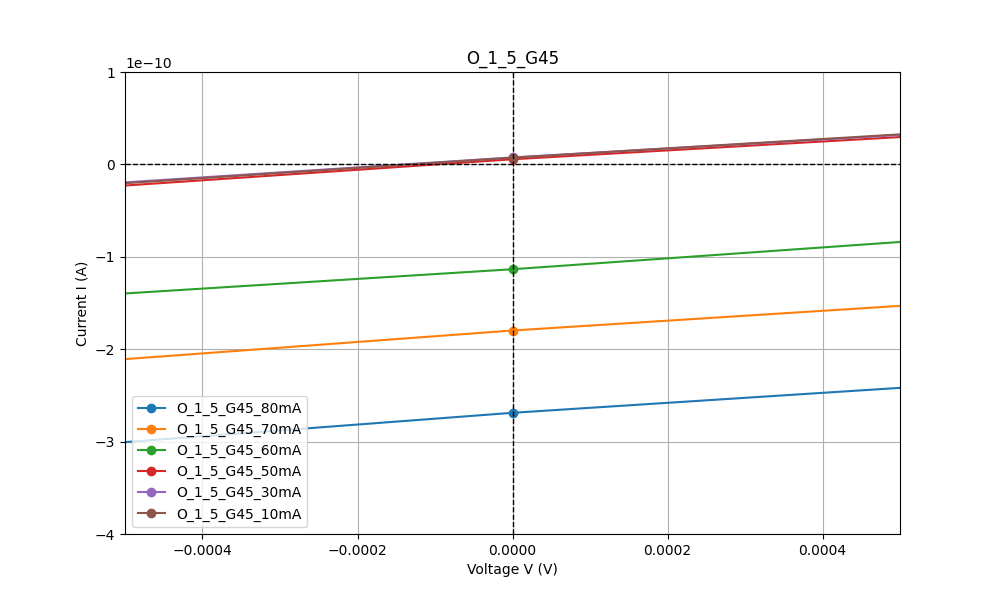 O_1_5_G45
1e−10
1
0
−1
−2
−3
−4
Current I (A)
O_1_5_G45_80mA
O_1_5_G45_70mA
O_1_5_G45_60mA
O_1_5_G45_50mA
O_1_5_G45_30mA
O_1_5_G45_10mA
−0.0004 −0.0002 0.0000 0.0002 0.0004
Voltage V (V)